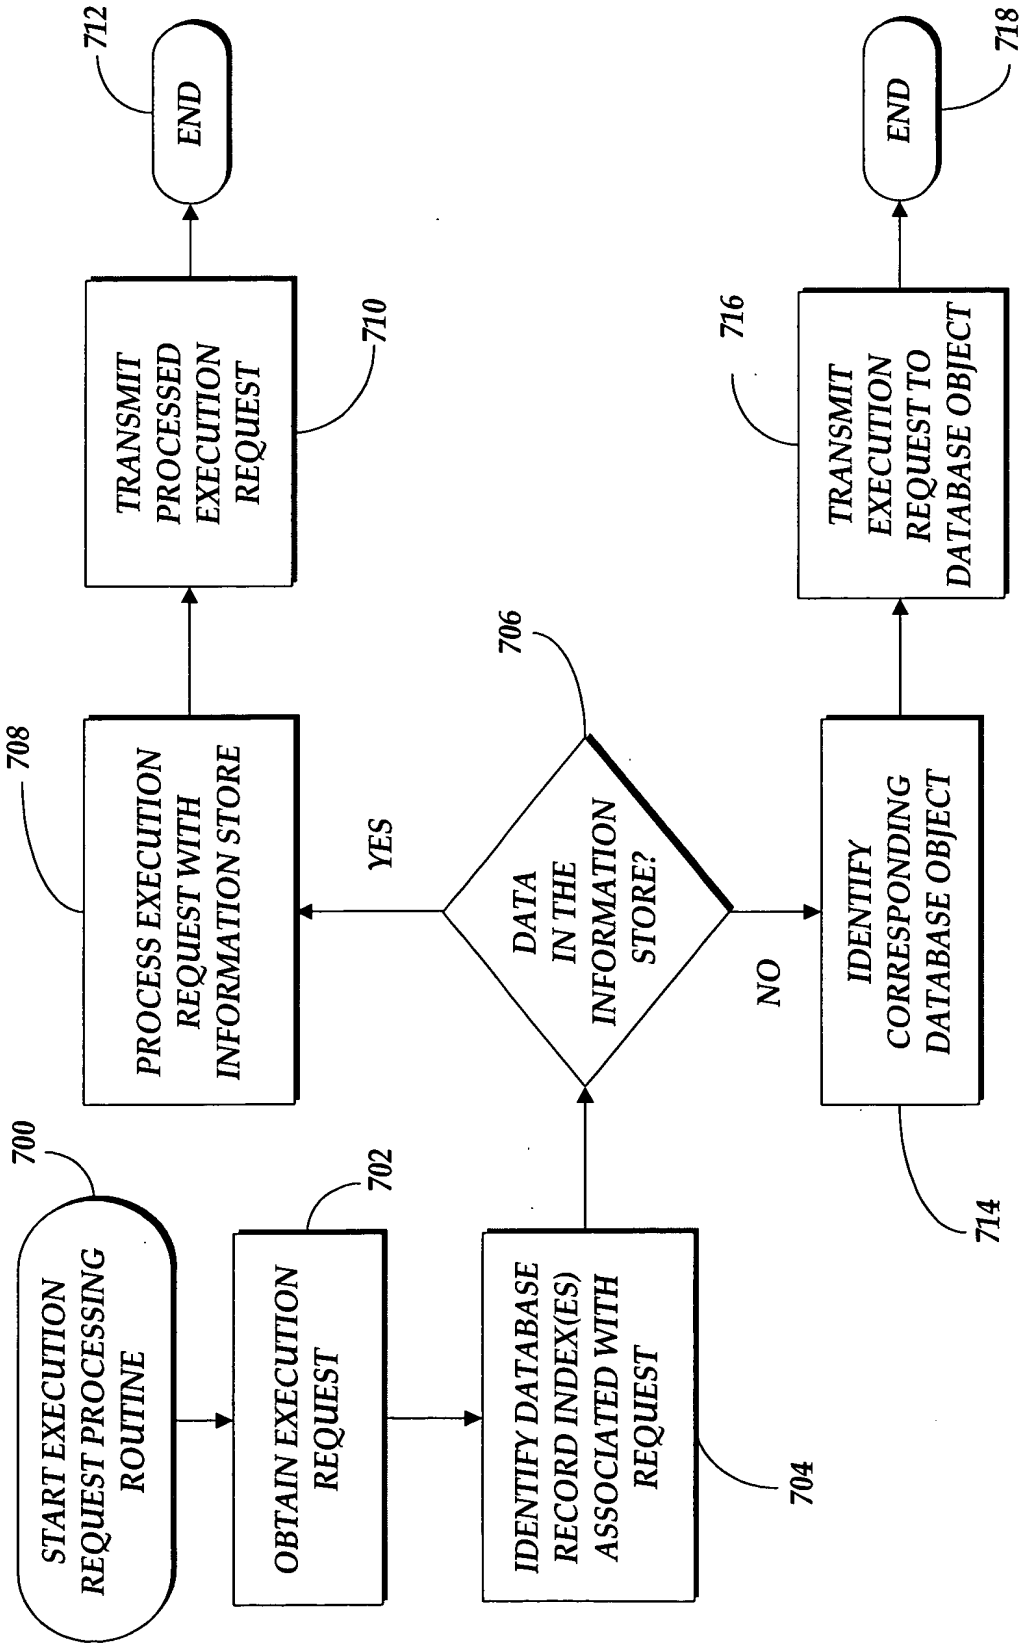 700
START EXECUTION
REQUEST PROCESSING
ROUTINE
702
OBTAIN EXECUTION
REQUEST
704
IDENTIFY DATABASE
RECORD INDEX(ES)
ASSOCIATED WITH
REQUEST
706
DATA
IN THE
INFORMATION
STORE?
YES
708
PROCESS EXECUTION
REQUEST WITH
INFORMATION STORE
710
TRANSMIT
PROCESSED
EXECUTION
REQUEST
712
END
NO
714
IDENTIFY
CORRESPONDING
DATABASE OBJECT
716
TRANSMIT
EXECUTION
REQUEST TO
DATABASE OBJECT
718
END